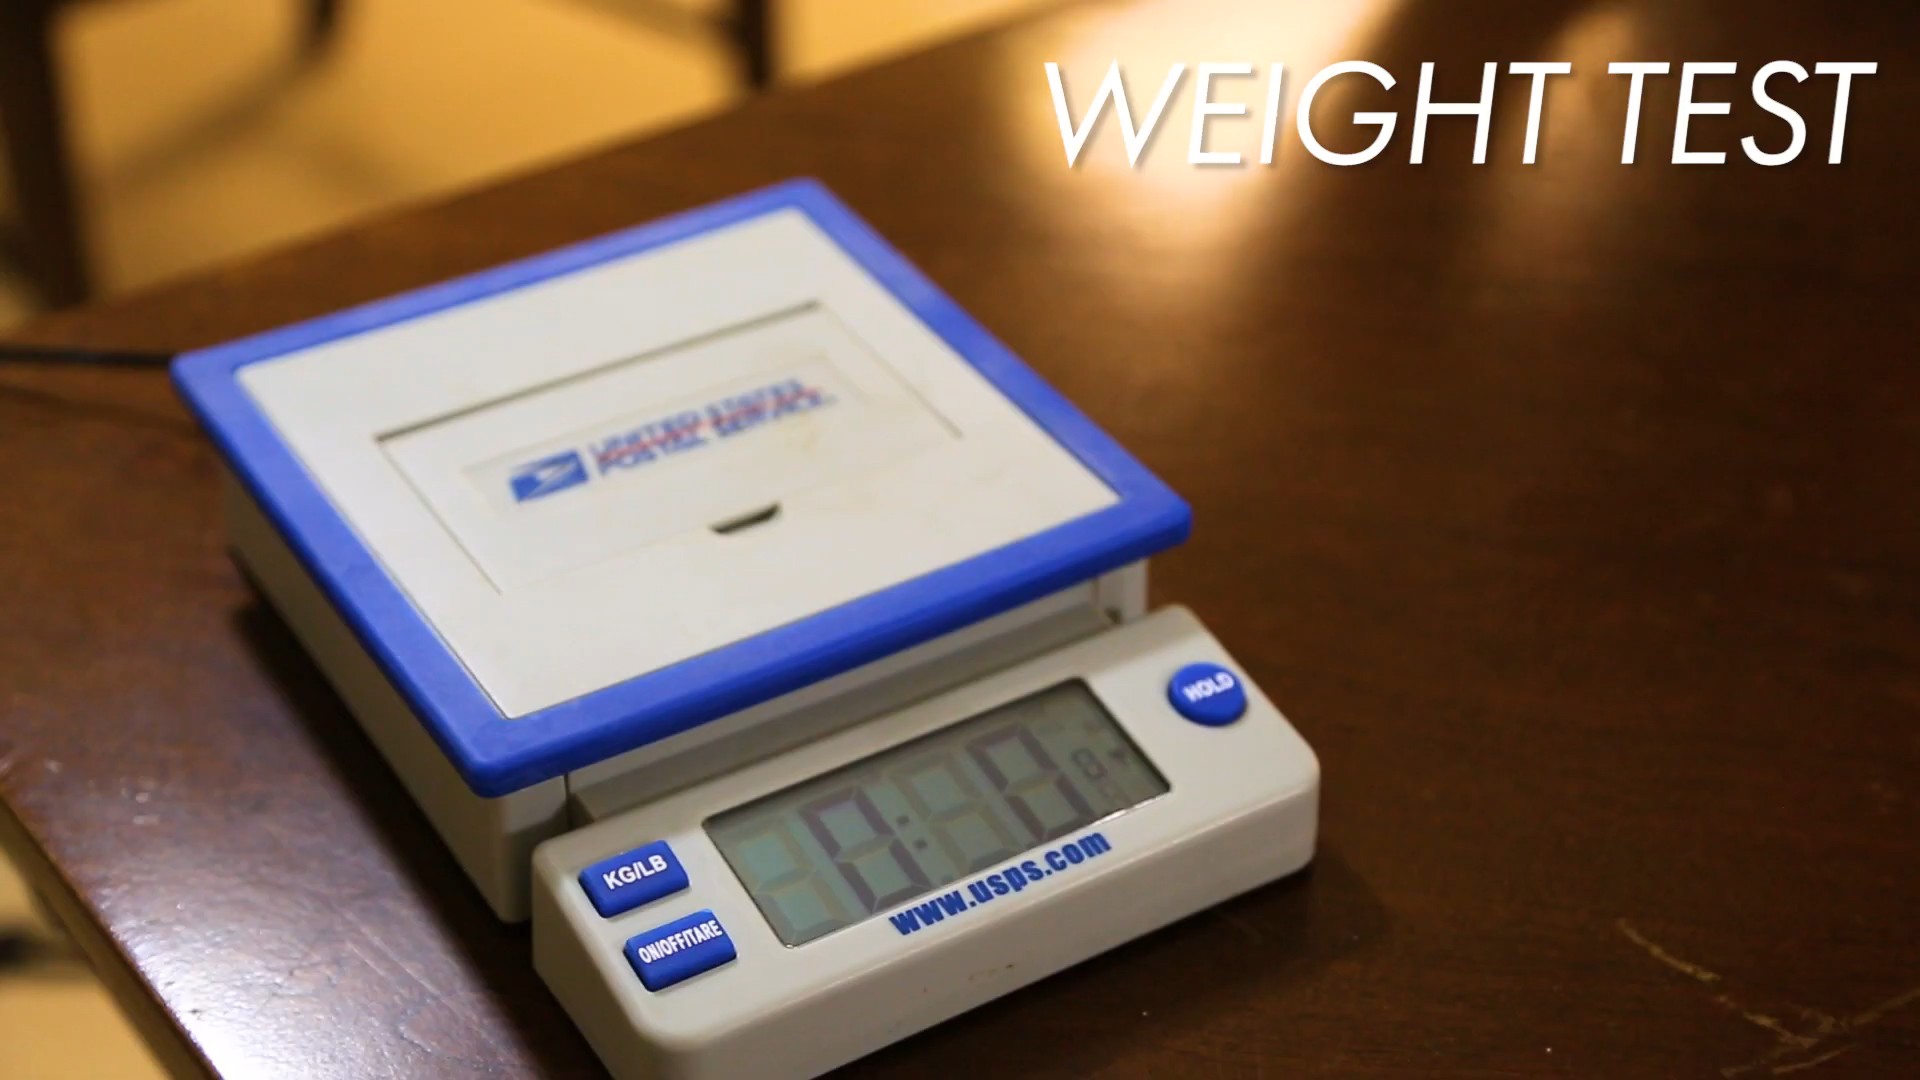 WEIGHT TEST
UNITED STATES
POSTAL SERVICE
HOLD
KG/LB
ON/OFF/TARE
www.usps.com